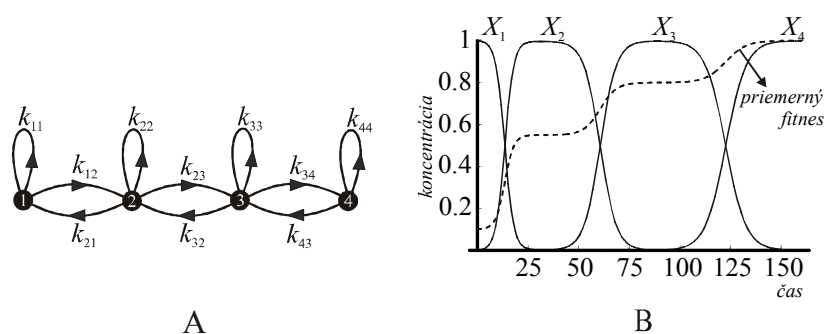 k11 k22 k33 k44
k12 k23 k34
1 2 3 4
k21 k32 k43
A
X1 X2 X3 X4
1
0.8
0.6
0.4
0.2
koncentrácia
priemerný
fitnes
25 50 75 100 125 150
čas
B